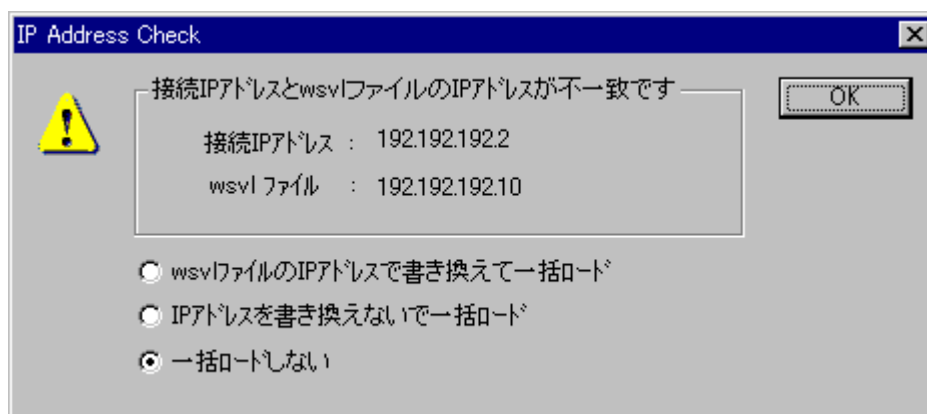 IP Address Check
接続IPｱﾄﾞﾚｽとwsvlファイルのIPｱﾄﾞﾚｽが不一致です
OK
接続IPｱﾄﾞﾚｽ : 192.192.192.2
wsvl ﾌｧｲﾙ : 192.192.192.10
wsvlﾌｧｲﾙのIPｱﾄﾞﾚｽで書き換えて一括ﾛｰﾄﾞ
IPｱﾄﾞﾚｽを書き換えないで一括ﾛｰﾄﾞ
一括ﾛｰﾄﾞしない